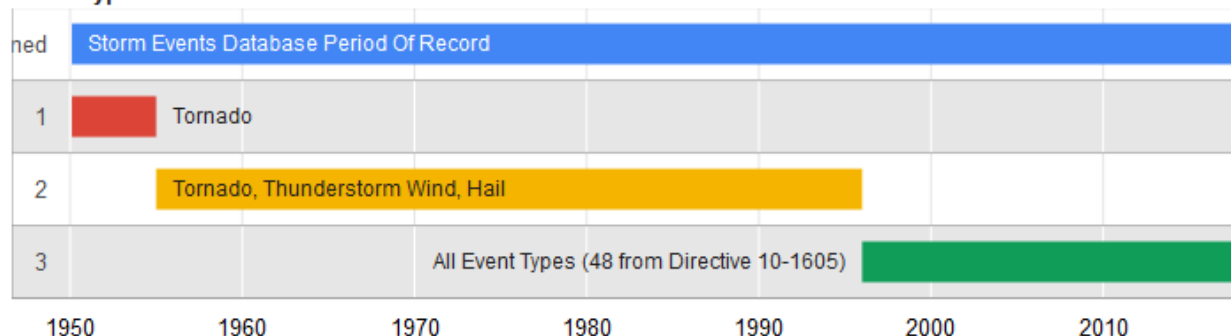 ned
Storm Events Database Period Of Record
1
Tornado
2
Tornado, Thunderstorm Wind, Hail
3
All Event Types (48 from Directive 10-1605)
1950 1960 1970 1980 1990 2000 2010